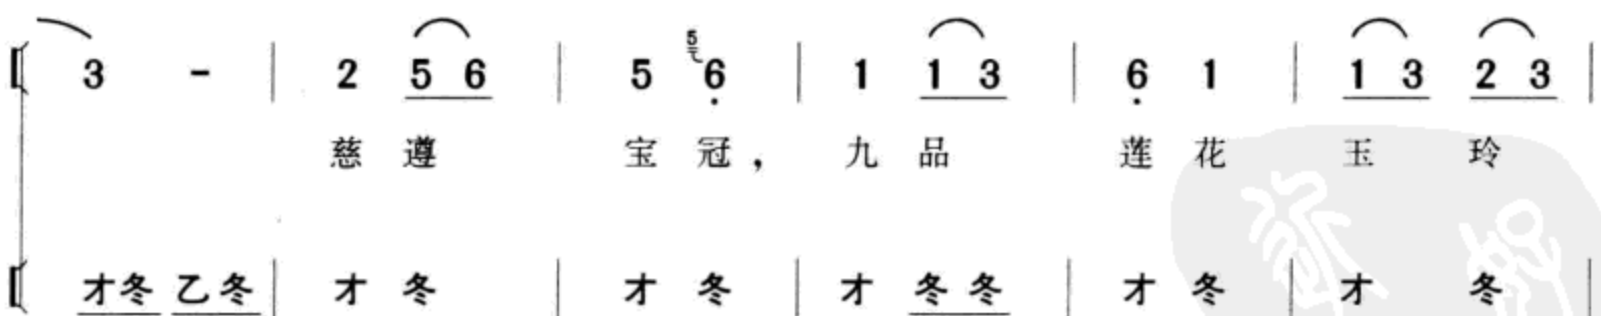 3 - | 2 5 6 | 5 5 6 | 1 1 3 | 6 1 | 1 3 2 3 |
慈 遵 宝 冠， 九 品 莲 花 玉 玲
才冬 乙冬 | 才 冬 | 才 冬 | 才 冬冬 | 才 冬 | 才 冬 |